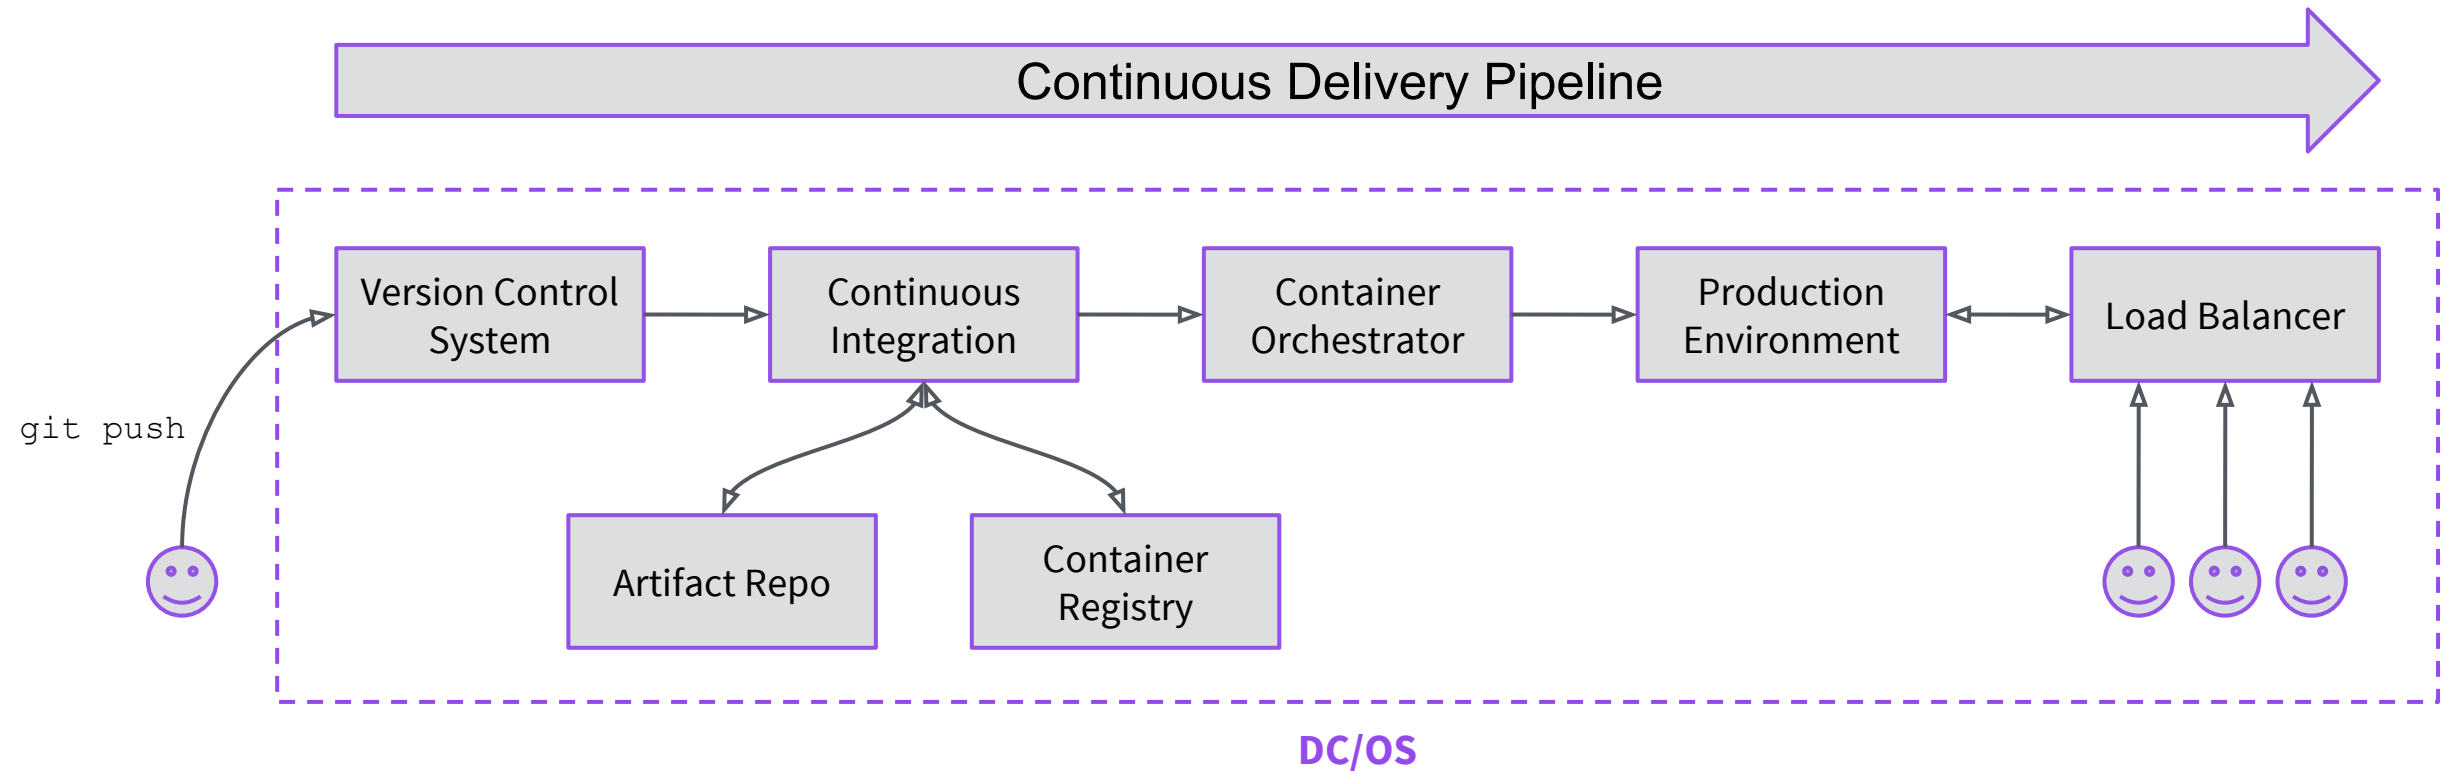 Continuous Delivery Pipeline
Version Control
System
Continuous
Integration
Container
Orchestrator
Production
Environment
Load Balancer
git push
Artifact Repo
Container
Registry
DC/OS